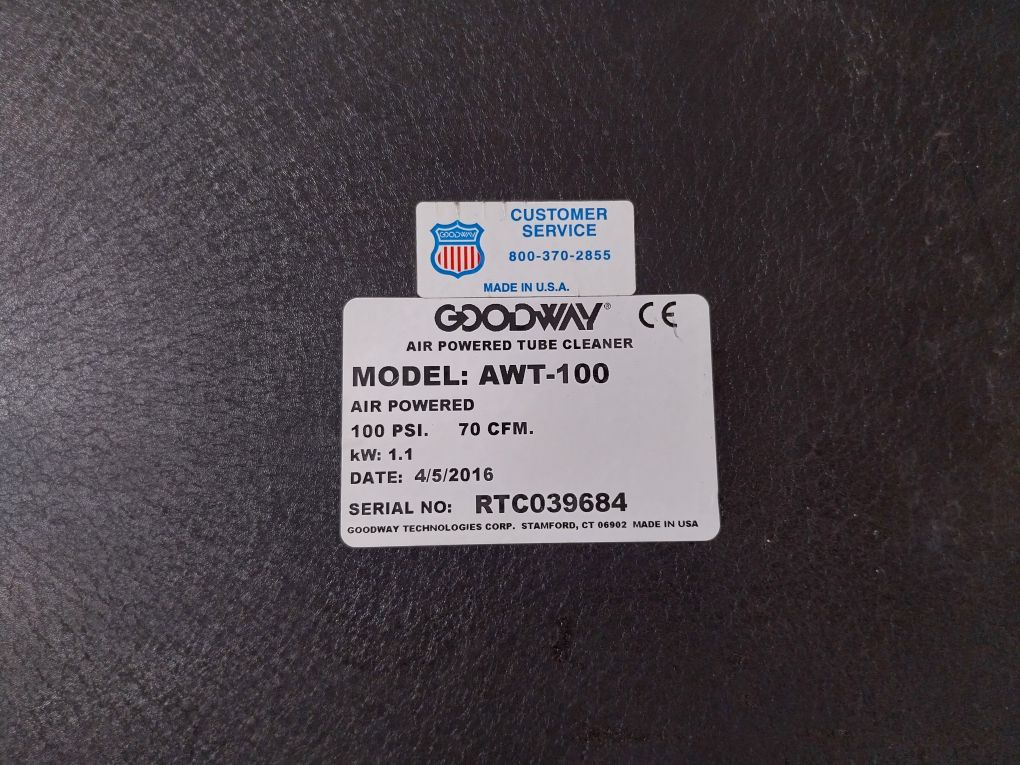 GOODWAY
CUSTOMER
SERVICE
800-370-2855
MADE IN U.S.A.
GOODWAY® CE
AIR POWERED TUBE CLEANER
MODEL: AWT-100
AIR POWERED
100 PSI. 70 CFM.
kW: 1.1
DATE: 4/5/2016
SERIAL NO: RTC039684
GOODWAY TECHNOLOGIES CORP. STAMFORD, CT 06902 MADE IN USA